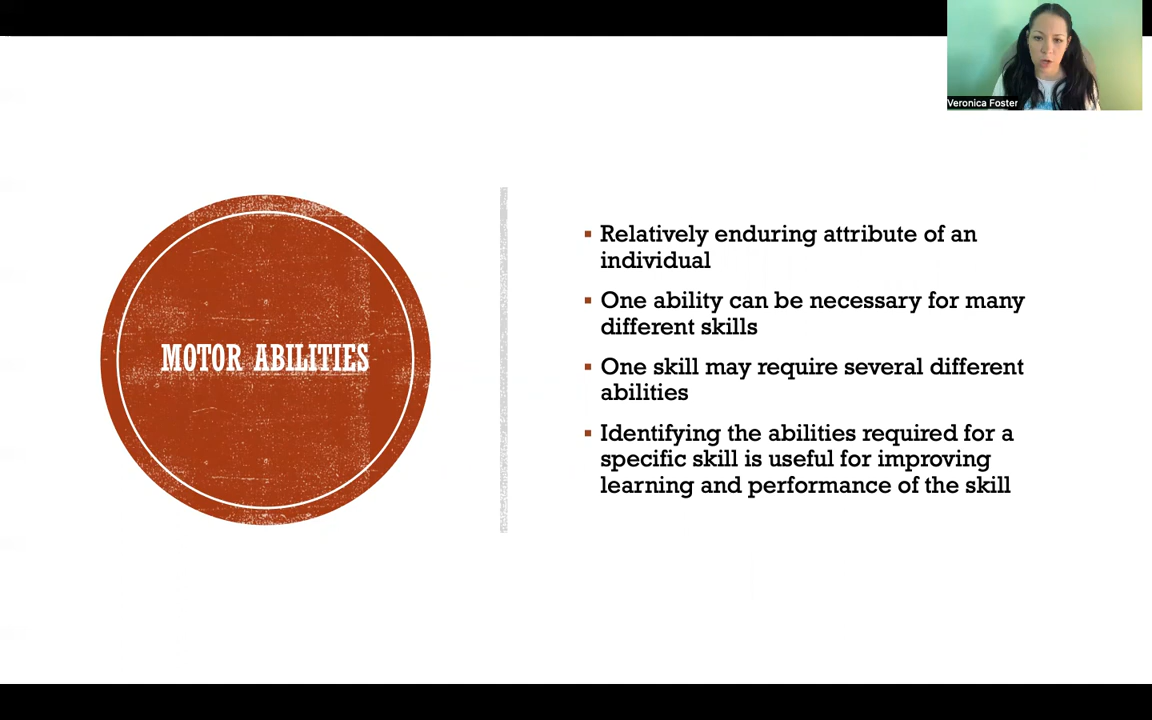 Veronica Foster
MOTOR ABILITIES
▪ Relatively enduring attribute of an
individual
▪ One ability can be necessary for many
different skills
▪ One skill may require several different
abilities
▪ Identifying the abilities required for a
specific skill is useful for improving
learning and performance of the skill